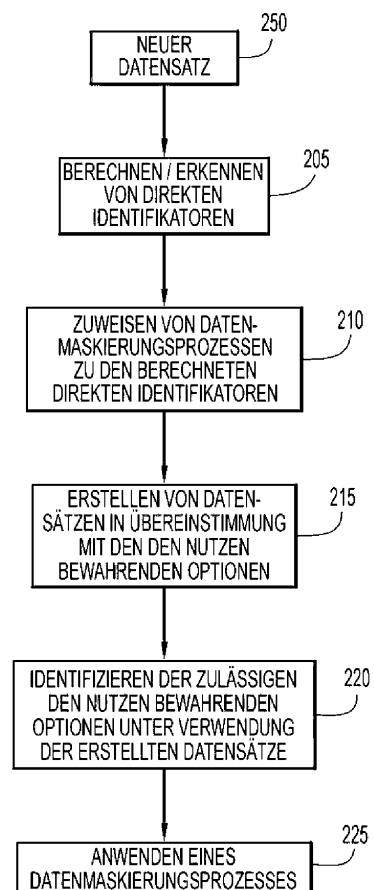 250
NEUER
DATENSATZ
205
BERECHNEN / ERKENNEN
VON DIREKTEN
IDENTIFIKATOREN
210
ZUWEISEN VON DATEN-
MASKIERUNGSPROZESSEN
ZU DEN BERECHNETEN
DIREKTEN IDENTIFIKATOREN
215
ERSTELLEN VON DATEN-
SÄTZEN IN ÜBEREINSTIMMUNG
MIT DEN DEN NUTZEN
BEWAHRENDEN OPTIONEN
220
IDENTIFIZIEREN DER ZULÄSSIGEN
DEN NUTZEN BEWAHRENDEN
OPTIONEN UNTER VERWENDUNG
DER ERSTELLTEN DATENSÄTZE
225
ANWENDEN EINES
DATENMASKIERUNGSPROZESSES